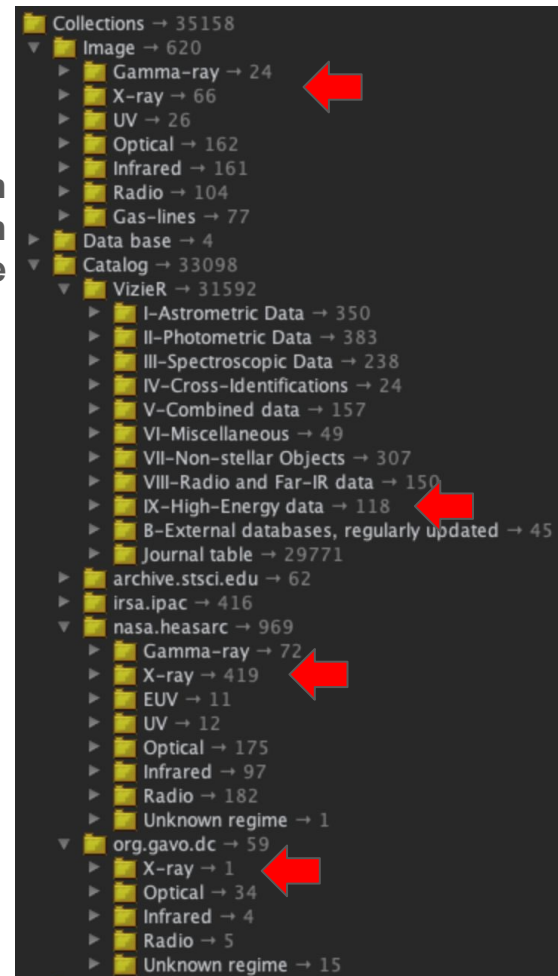 Collections → 35158
Image → 620
Gamma-ray → 24
X-ray → 66
UV → 26
Optical → 162
Infrared → 161
Radio → 104
Gas-lines → 77
Data base → 4
Catalog → 33098
VizieR → 31592
I-Astrometric Data → 350
II-Photometric Data → 383
III-Spectroscopic Data → 238
IV-Cross-Identifications → 24
V-Combined data → 157
VI-Miscellaneous → 49
VII-Non-stellar Objects → 307
VIII-Radio and Far-IR data → 150
IX-High-Energy data → 118
B-External databases, regularly updated → 45
Journal table → 29771
archive.stsci.edu → 62
irsa.ipac → 416
nasa.heasarc → 969
Gamma-ray → 72
X-ray → 419
EUV → 11
UV → 12
Optical → 175
Infrared → 97
Radio → 182
Unknown regime → 1
org.gavo.dc → 59
X-ray → 1
Optical → 34
Infrared → 4
Radio → 5
Unknown regime → 15